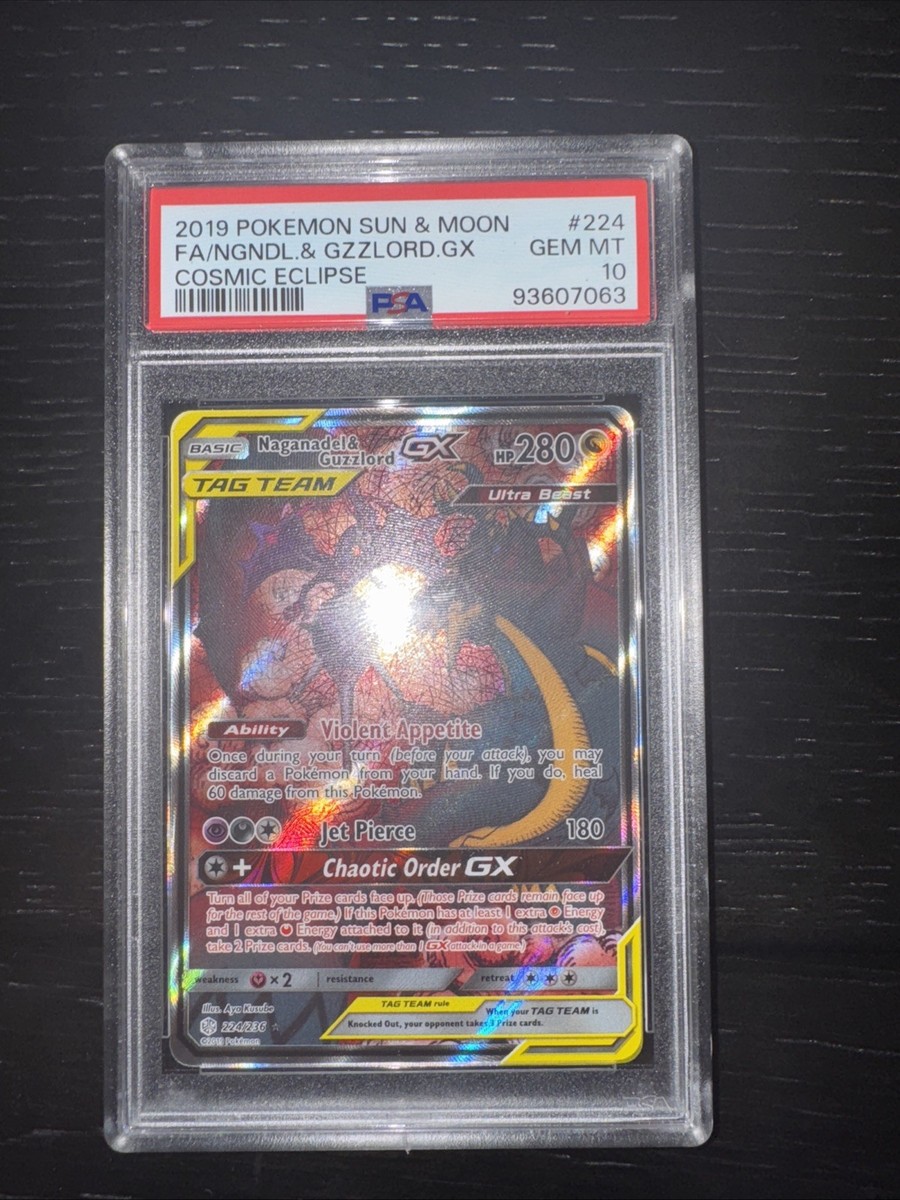 2019 POKEMON SUN & MOON #224
FA/NGNDL.& GZZLORD.GX GEM MT
COSMIC ECLIPSE 10
PSA 93607063
BASIC Naganadel& Guzzlord GX HP280
TAG TEAM
Ultra Beast
Ability Violent Appetite
Once during your turn (before your attack), you may
discard a Pokémon from your hand. If you do, heal
60 damage from this Pokémon.
Jet Pierce 180
+ Chaotic Order GX
Turn all of your Prize cards face up. (Those Prize cards remain face up
for the rest of the game.) If this Pokémon has at least 1 extra Energy
and 1 extra Energy attached to it (in addition to this attack's cost),
take 2 Prize cards. (You can't use more than 1 GX attack in a game.)
weakness ×2 resistance retreat
Illus. Aya Kusube
TAG TEAM rule When your TAG TEAM is
Knocked Out, your opponent takes 3 Prize cards.
224/236
©2019 Pokémon